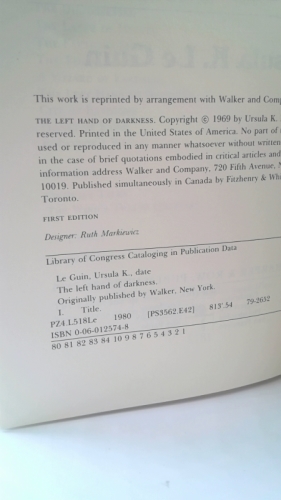 This work is reprinted by arrangement with Walker and Comp
THE LEFT HAND OF DARKNESS. Copyright © 1969 by Ursula K.
reserved. Printed in the United States of America. No part of
used or reproduced in any manner whatsoever without written
in the case of brief quotations embodied in critical articles and
information address Walker and Company, 720 Fifth Avenue, N
10019. Published simultaneously in Canada by Fitzhenry & Whi
Toronto.
FIRST EDITION
Designer: Ruth Markiewicz
Library of Congress Cataloging in Publication Data
Le Guin, Ursula K., date
The left hand of darkness.
Originally published by Walker, New York.
I. Title.
PZ4.L518Le 1980 [PS3562.E42] 813'.54 79-2632
ISBN 0-06-012574-8
80 81 82 83 84 10 9 8 7 6 5 4 3 2 1